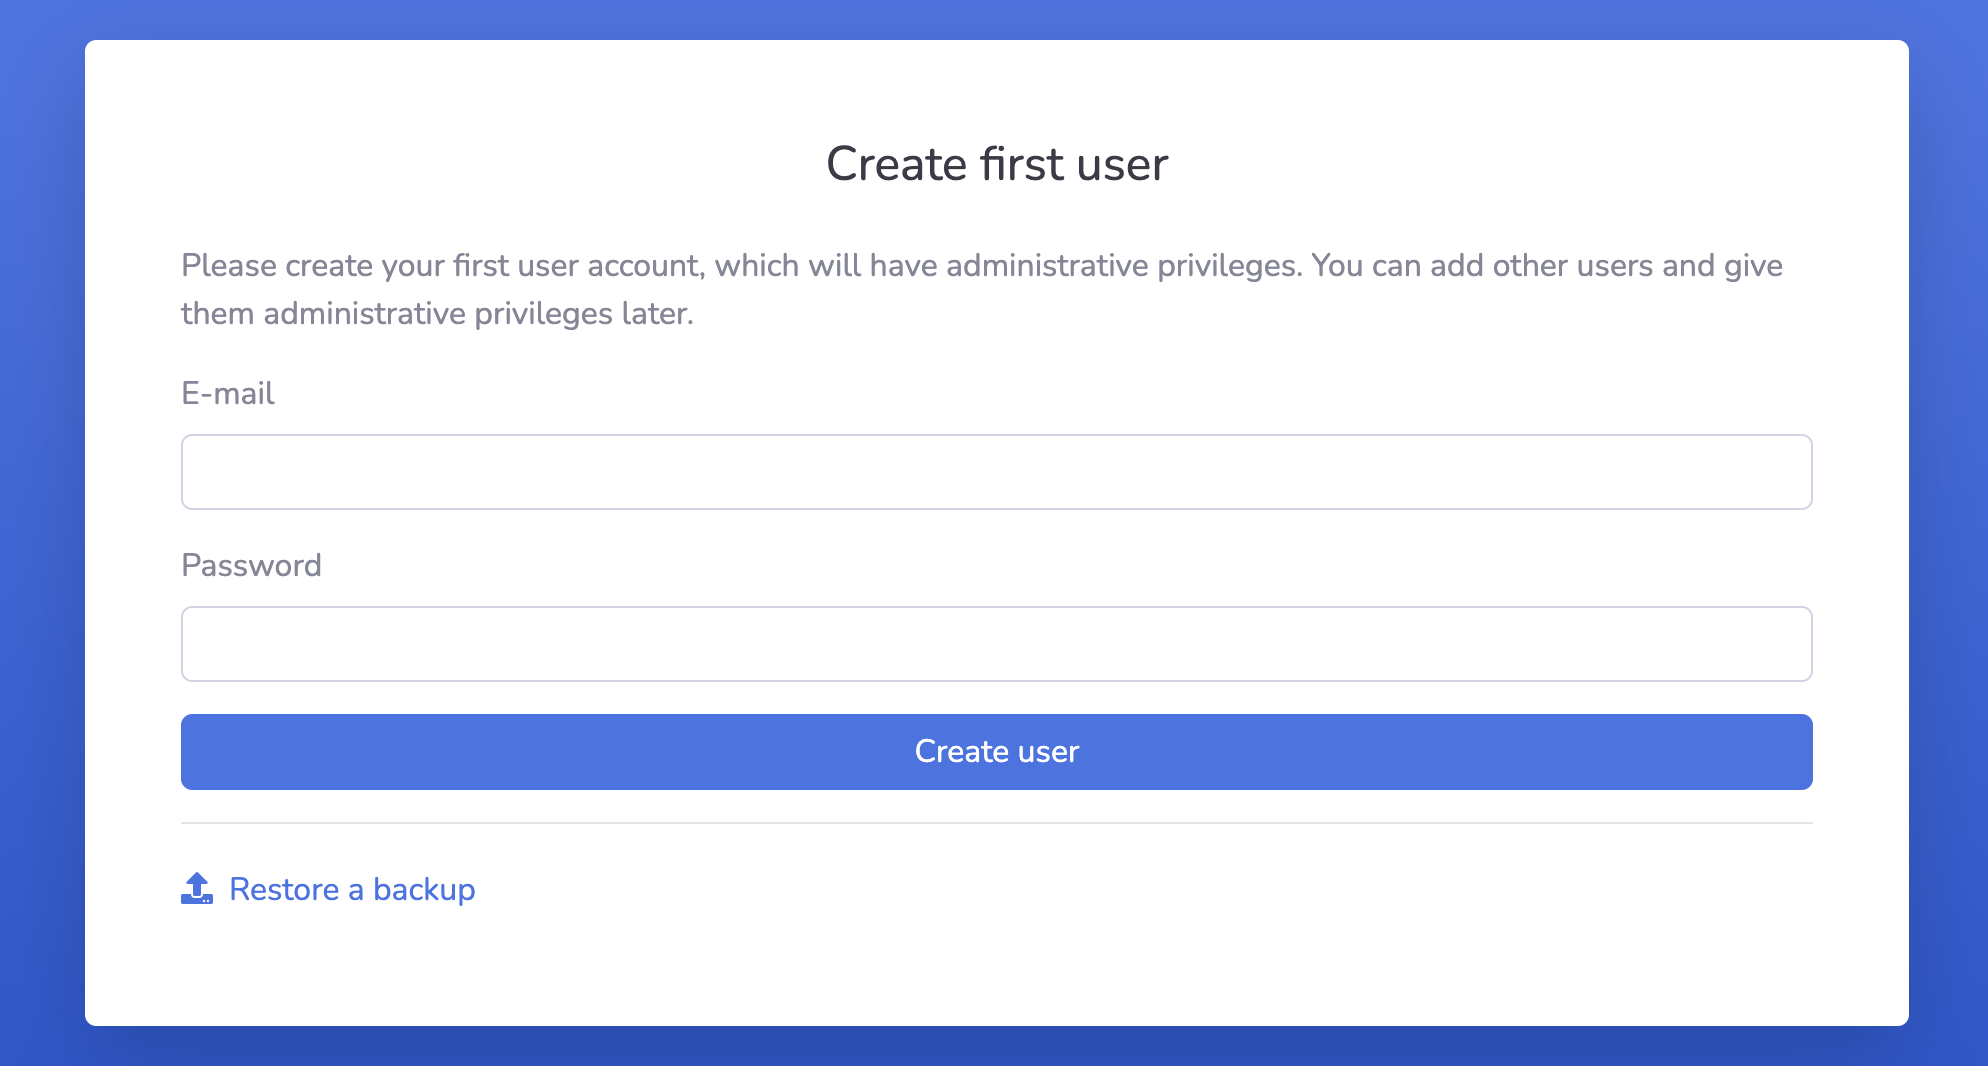 Create first user
Please create your first user account, which will have administrative privileges. You can add other users and give
them administrative privileges later.
E-mail
Password
Create user
Restore a backup